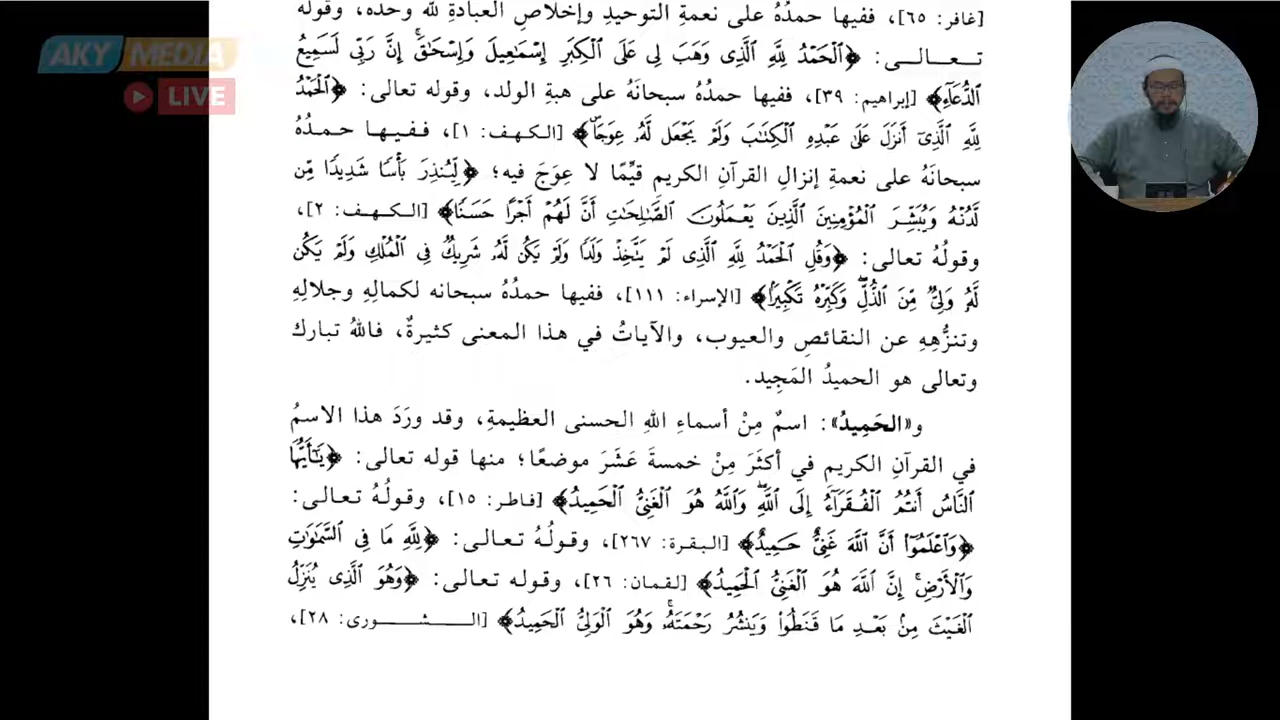 AKY MEDIA
LIVE
[غافر: ٦٥]، ففيها حمدُهُ على نعمةِ التوحيدِ وإخلاصِ العبادةِ للهِ وحده، وقوله
تعالى: ﴿ٱلۡحَمۡدُ لِلَّهِ ٱلَّذِي وَهَبَ لِي عَلَى ٱلۡكِبَرِ إِسۡمَٰعِيلَ وَإِسۡحَٰقَۚ إِنَّ رَبِّي لَسَمِيعُ
ٱلدُّعَآءِ﴾ [إبراهيم: ٣٩]، ففيها حمدُهُ سبحانَهُ على هبةِ الولد، وقوله تعالى: ﴿ٱلۡحَمۡدُ
لِلَّهِ ٱلَّذِيٓ أَنزَلَ عَلَىٰ عَبۡدِهِ ٱلۡكِتَٰبَ وَلَمۡ يَجۡعَل لَّهُۥ عِوَجَاۜ﴾ [الكهف: ١]، ففيها حمدُهُ
سبحانَهُ على نعمةِ إنزالِ القرآنِ الكريمِ قيِّمًا لا عِوَجَ فيه؛ ﴿لِّيُنذِرَ بَأۡسٗا شَدِيدٗا مِّن
لَّدُنۡهُ وَيُبَشِّرَ ٱلۡمُؤۡمِنِينَ ٱلَّذِينَ يَعۡمَلُونَ ٱلصَّٰلِحَٰتِ أَنَّ لَهُمۡ أَجۡرًا حَسَنٗا﴾ [الكهف: ٢]،
وقولُهُ تعالى: ﴿وَقُلِ ٱلۡحَمۡدُ لِلَّهِ ٱلَّذِي لَمۡ يَتَّخِذۡ وَلَدٗا وَلَمۡ يَكُن لَّهُۥ شَرِيكٞ فِي ٱلۡمُلۡكِ وَلَمۡ يَكُن
لَّهُۥ وَلِيّٞ مِّنَ ٱلذُّلِّۖ وَكَبِّرۡهُ تَكۡبِيرَۢا﴾ [الإسراء: ١١١]، ففيها حمدُهُ سبحانه لكمالِهِ وجلالِهِ
وتنزُّهِهِ عن النقائصِ والعيوب، والآياتُ في هذا المعنى كثيرةٌ، فاللهُ تبارك
وتعالى هو الحميدُ المَجِيد.
و«الحَمِيدُ»: اسمٌ مِنْ أسماءِ اللهِ الحسنى العظيمةِ، وقد ورَدَ هذا الاسمُ
في القرآنِ الكريمِ في أكثَرَ مِنْ خمسةَ عَشَرَ موضعًا؛ منها قوله تعالى: ﴿يَٰٓأَيُّهَا
ٱلنَّاسُ أَنتُمُ ٱلۡفُقَرَآءُ إِلَى ٱللَّهِۖ وَٱللَّهُ هُوَ ٱلۡغَنِيُّ ٱلۡحَمِيدُ﴾ [فاطر: ١٥]، وقولُهُ تعالى:
﴿وَٱعۡلَمُوٓاْ أَنَّ ٱللَّهَ غَنِيٌّ حَمِيدٌ﴾ [البقرة: ٢٦٧]، وقولُهُ تعالى: ﴿لِلَّهِ مَا فِي ٱلسَّمَٰوَٰتِ
وَٱلۡأَرۡضِۚ إِنَّ ٱللَّهَ هُوَ ٱلۡغَنِيُّ ٱلۡحَمِيدُ﴾ [لقمان: ٢٦]، وقوله تعالى: ﴿وَهُوَ ٱلَّذِي يُنَزِّلُ
ٱلۡغَيۡثَ مِنۢ بَعۡدِ مَا قَنَطُواْ وَيَنشُرُ رَحۡمَتَهُۥۚ وَهُوَ ٱلۡوَلِيُّ ٱلۡحَمِيدُ﴾ [الشورى: ٢٨]،